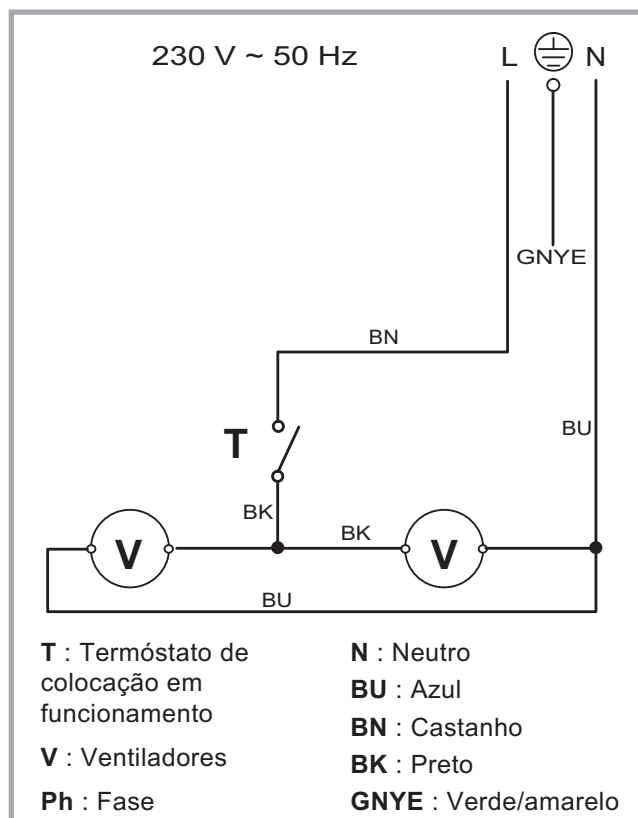 230 V ~ 50 Hz
L N
GNYE
BN
T
BU
BK
BK
V
V
BU
T : Termóstato de
colocação em
funcionamento
V : Ventiladores
Ph : Fase
N : Neutro
BU : Azul
BN : Castanho
BK : Preto
GNYE : Verde/amarelo